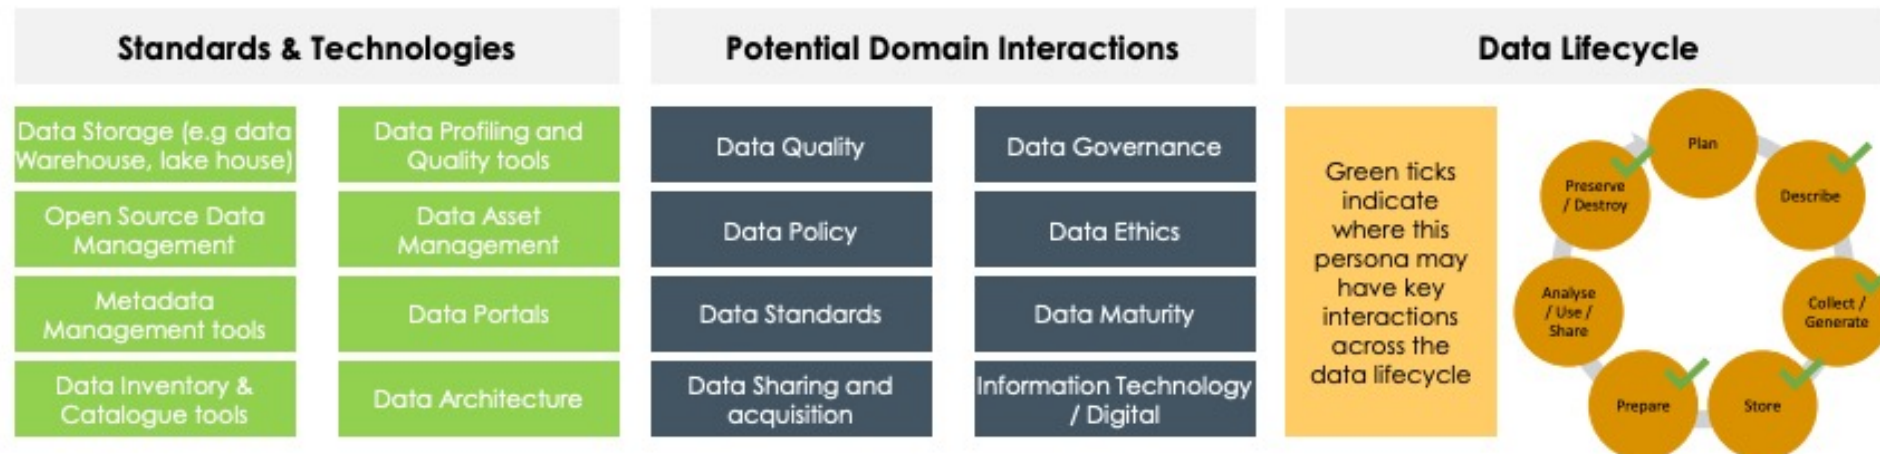 Standards & Technologies
Data Storage (e.g data
Warehouse, lake house)
Data Profiling and
Quality tools
Open Source Data
Management
Data Asset
Management
Metadata
Management tools
Data Portals
Data Inventory &
Catalogue tools
Data Architecture
Potential Domain Interactions
Data Quality
Data Governance
Data Policy
Data Ethics
Data Standards
Data Maturity
Data Sharing and
acquisition
Information Technology
/ Digital
Data Lifecycle
Green ticks
indicate
where this
persona may
have key
interactions
across the
data lifecycle
Plan
Describe
Collect /
Generate
Store
Prepare
Analyse
/ Use /
Share
Preserve
/ Destroy